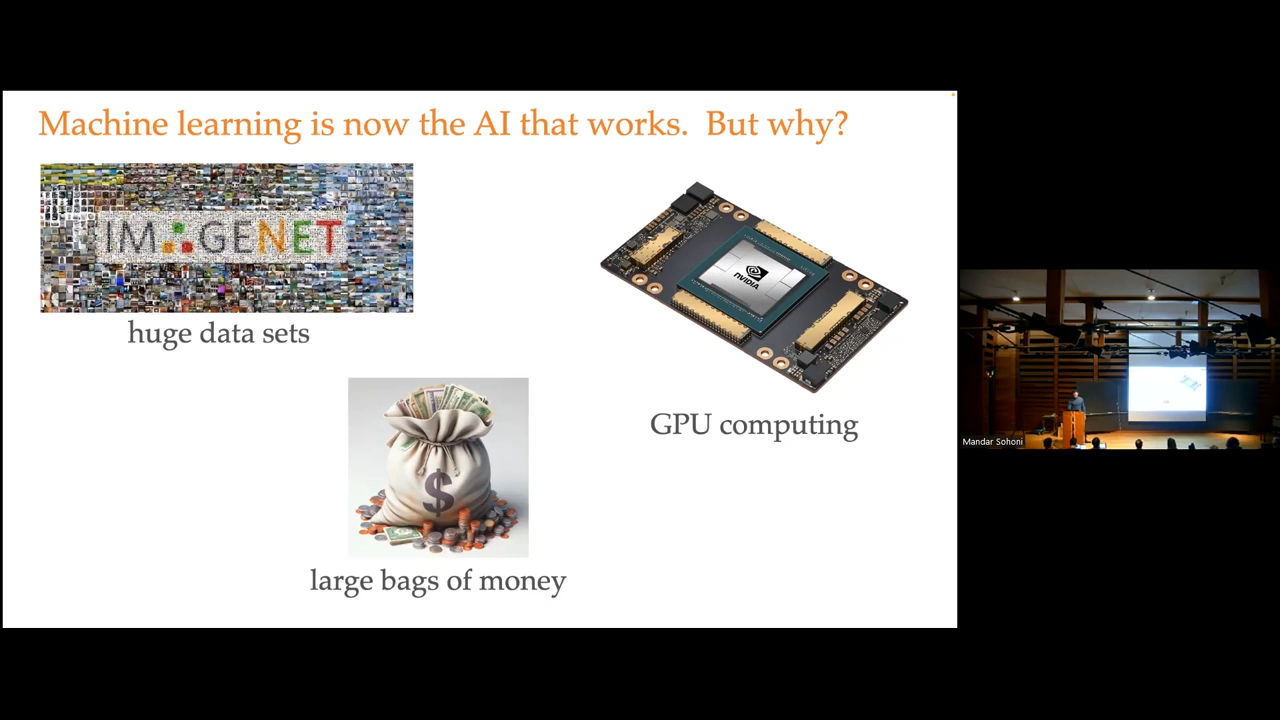 Machine learning is now the AI that works. But why?
IMAGENET
huge data sets
NVIDIA
GPU computing
$
large bags of money
Mandar Sohoni